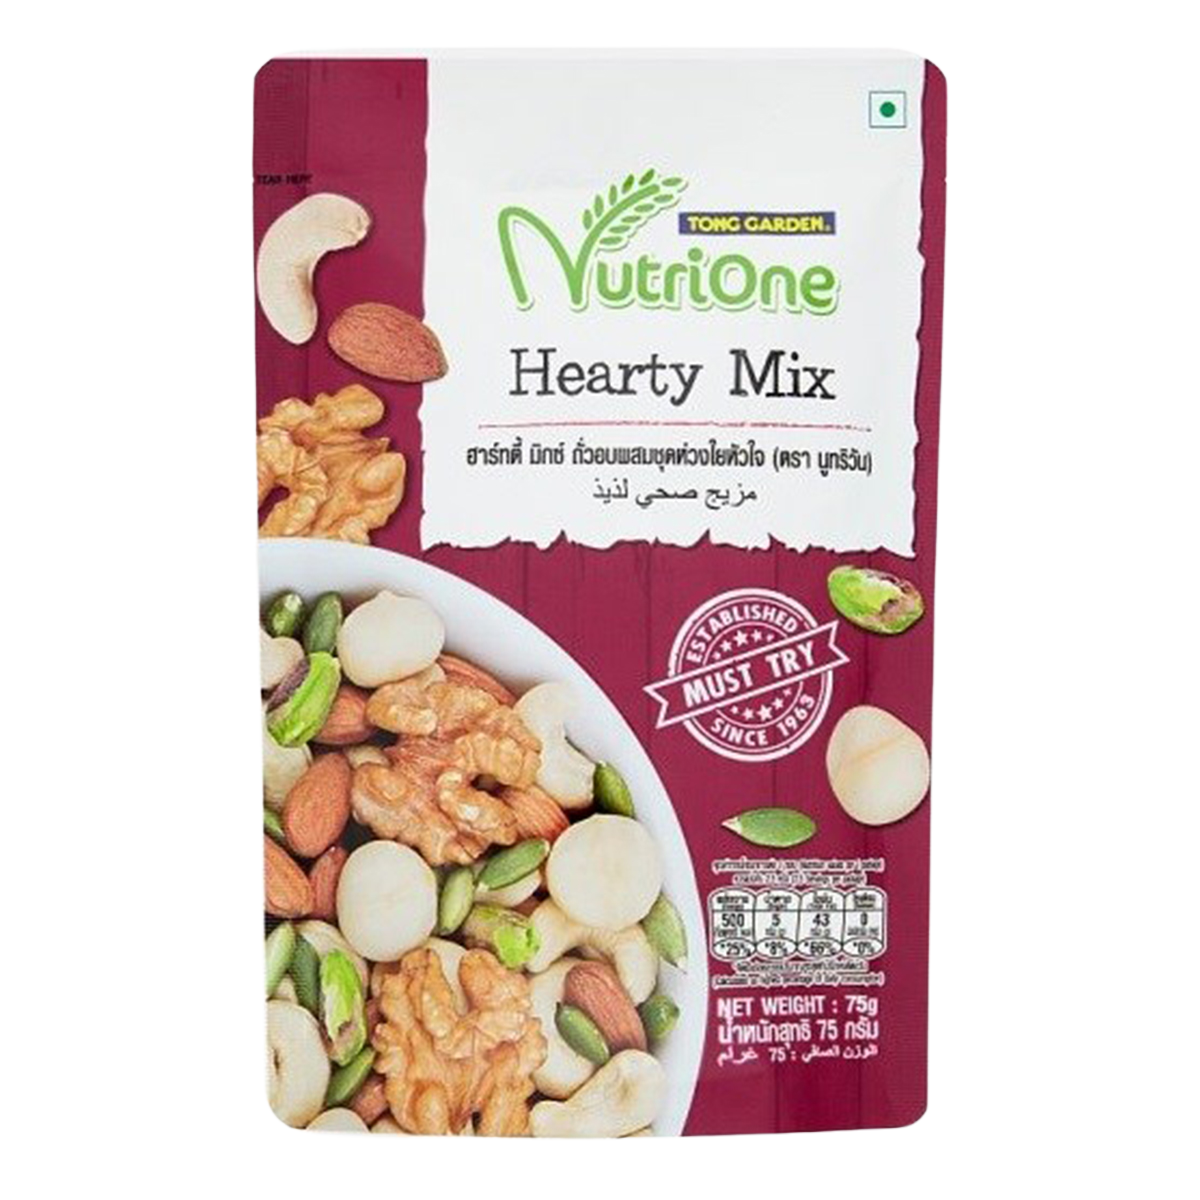 TEAR HERE
TONG GARDEN®
NutriOne
Hearty Mix
ฮาร์ทตี้ มิกซ์ ถั่วอบผสมชุดห่วงใยหัวใจ (ตรา นูทริวัน)
مزيج صحي لذيذ
ESTABLISHED
MUST TRY
SINCE 1963
500 5 43 0
*25% *8% *66% *0%
NET WEIGHT : 75g
น้ำหนักสุทธิ 75 กรัม
الوزن الصافي : 75 غرام